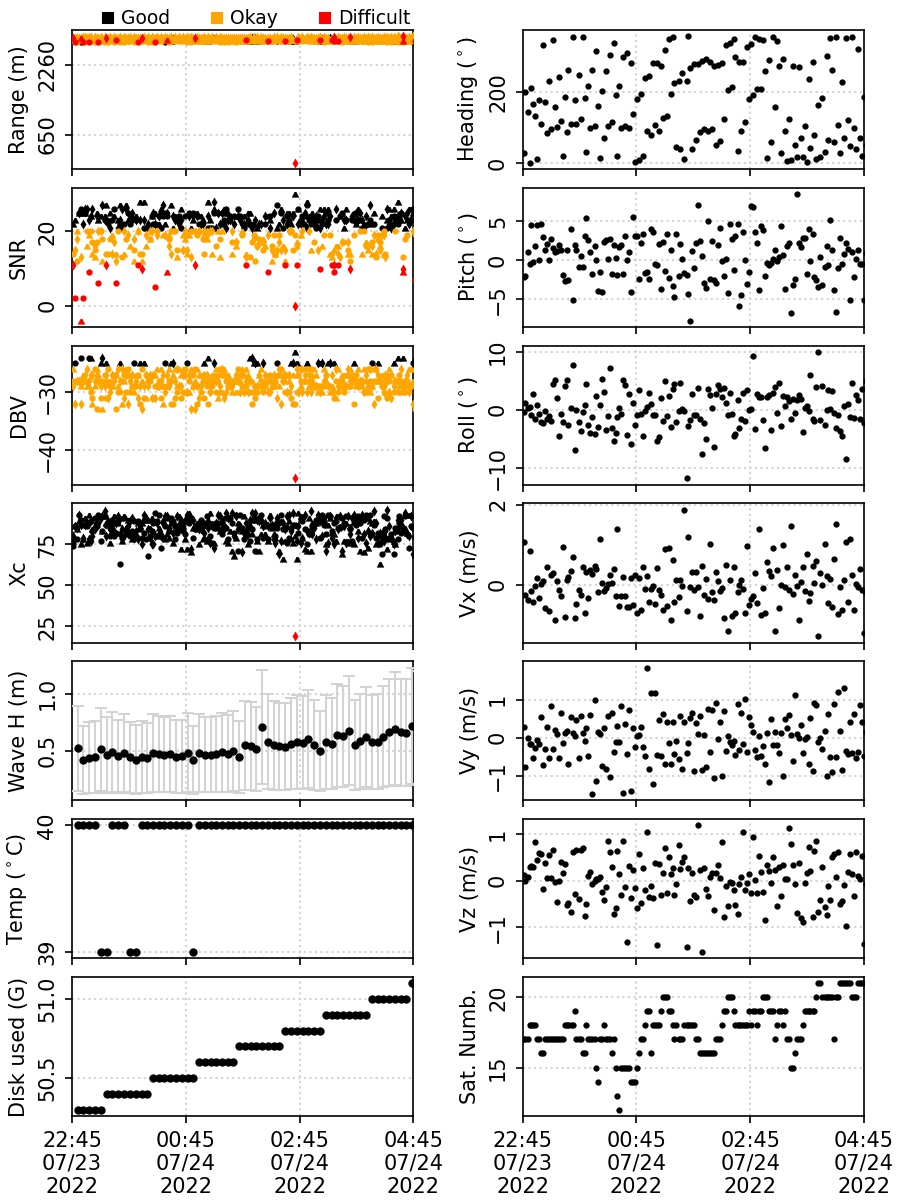 Good Okay Difficult
Range (m)
2260
650
Heading (°)
200
0
SNR
20
0
Pitch (°)
5
0
−5
DBV
−30
−40
Roll (°)
10
0
−10
Xc
75
50
25
Vx (m/s)
2
0
Wave H (m)
1.0
0.5
Vy (m/s)
1
0
−1
Temp (°C)
40
39
Vz (m/s)
1
0
−1
Disk used (G)
51.0
50.5
Sat. Numb.
20
15
22:45 00:45 02:45 04:45
07/23 07/24 07/24 07/24
2022 2022 2022 2022
22:45 00:45 02:45 04:45
07/23 07/24 07/24 07/24
2022 2022 2022 2022